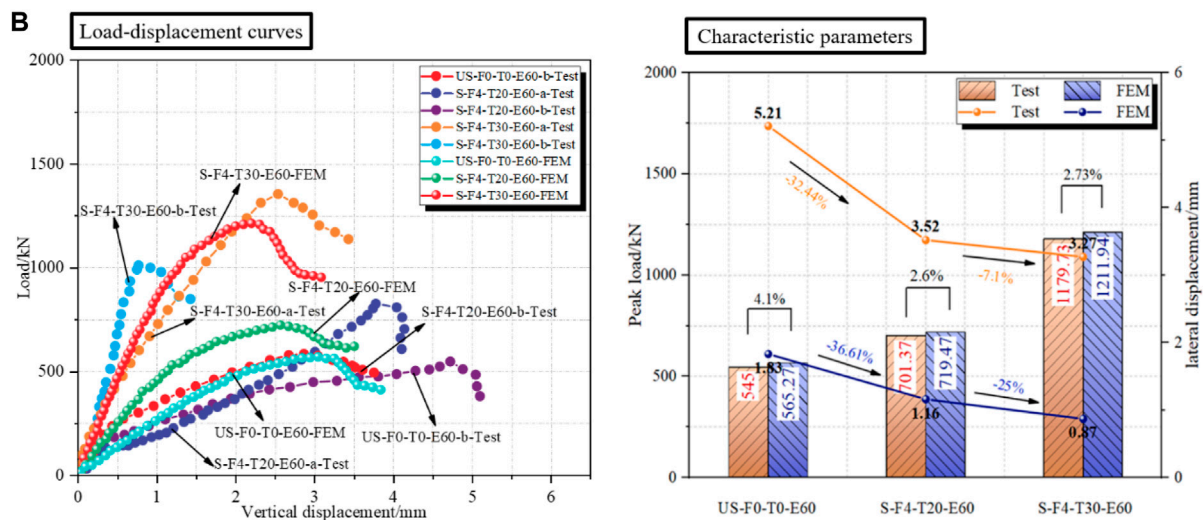 B
Load-displacement curves
2000
1500
1000
500
0
Load/kN
0 1 2 3 4 5 6
Vertical displacement/mm
US-F0-T0-E60-b-Test
S-F4-T20-E60-a-Test
S-F4-T20-E60-b-Test
S-F4-T30-E60-a-Test
S-F4-T30-E60-b-Test
US-F0-T0-E60-FEM
S-F4-T20-E60-FEM
S-F4-T30-E60-FEM
S-F4-T30-E60-FEM
S-F4-T30-E60-b-Test
S-F4-T20-E60-FEM
S-F4-T30-E60-a-Test
S-F4-T20-E60-b-Test
US-F0-T0-E60-FEM
US-F0-T0-E60-b-Test
S-F4-T20-E60-a-Test
Characteristic parameters
2000
1500
1000
500
0
Peak load/kN
6
4
2
0
lateral displacement/mm
Test FEM
Test FEM
5.21
-32.44%
3.52
-7.1%
3.27
2.73%
2.6%
4.1%
1179.73
1211.94
701.37
719.47
545
565.27
1.83
-36.61%
1.16
-25%
0.87
US-F0-T0-E60 S-F4-T20-E60 S-F4-T30-E60